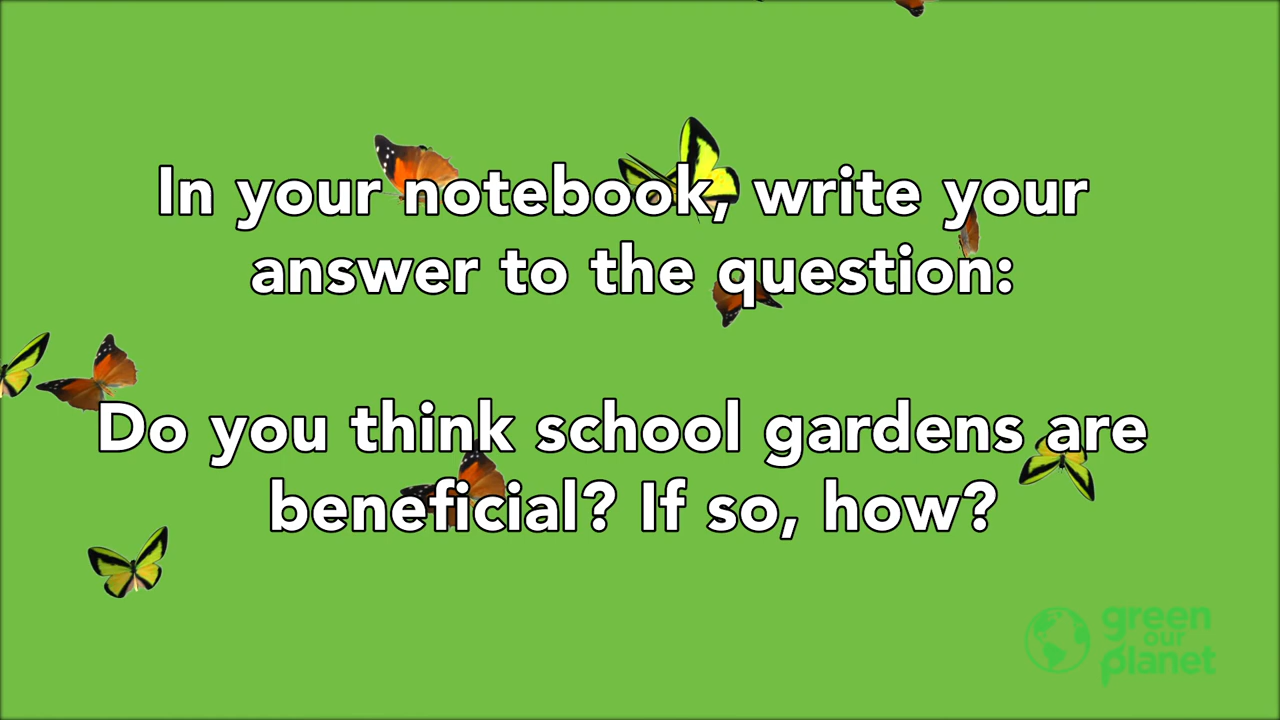 In your notebook, write your
answer to the question:
Do you think school gardens are
beneficial? If so, how?
green
our
planet